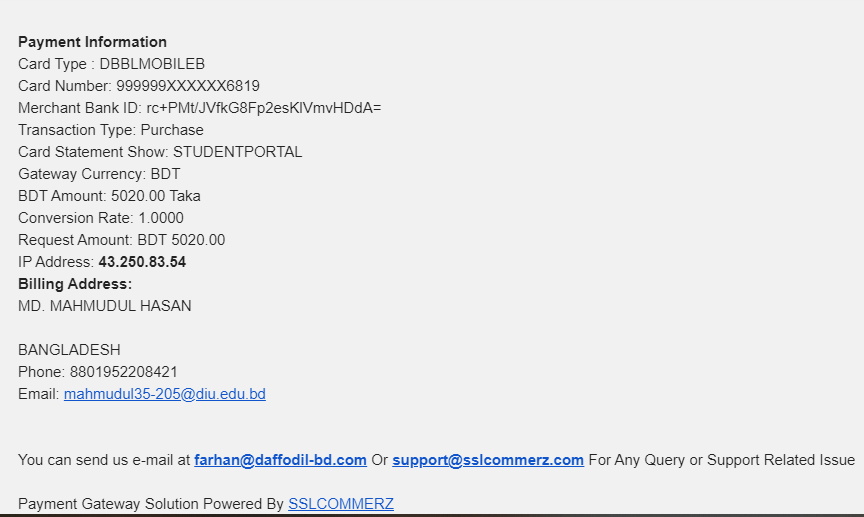 Payment Information
Card Type : DBBLMOBILEB
Card Number: 999999XXXXXX6819
Merchant Bank ID: rc+PMt/JVfkG8Fp2esKlVmvHDdA=
Transaction Type: Purchase
Card Statement Show: STUDENTPORTAL
Gateway Currency: BDT
BDT Amount: 5020.00 Taka
Conversion Rate: 1.0000
Request Amount: BDT 5020.00
IP Address: 43.250.83.54
Billing Address:
MD. MAHMUDUL HASAN
BANGLADESH
Phone: 8801952208421
Email: mahmudul35-205@diu.edu.bd
You can send us e-mail at farhan@daffodil-bd.com Or support@sslcommerz.com For Any Query or Support Related Issue
Payment Gateway Solution Powered By SSLCOMMERZ